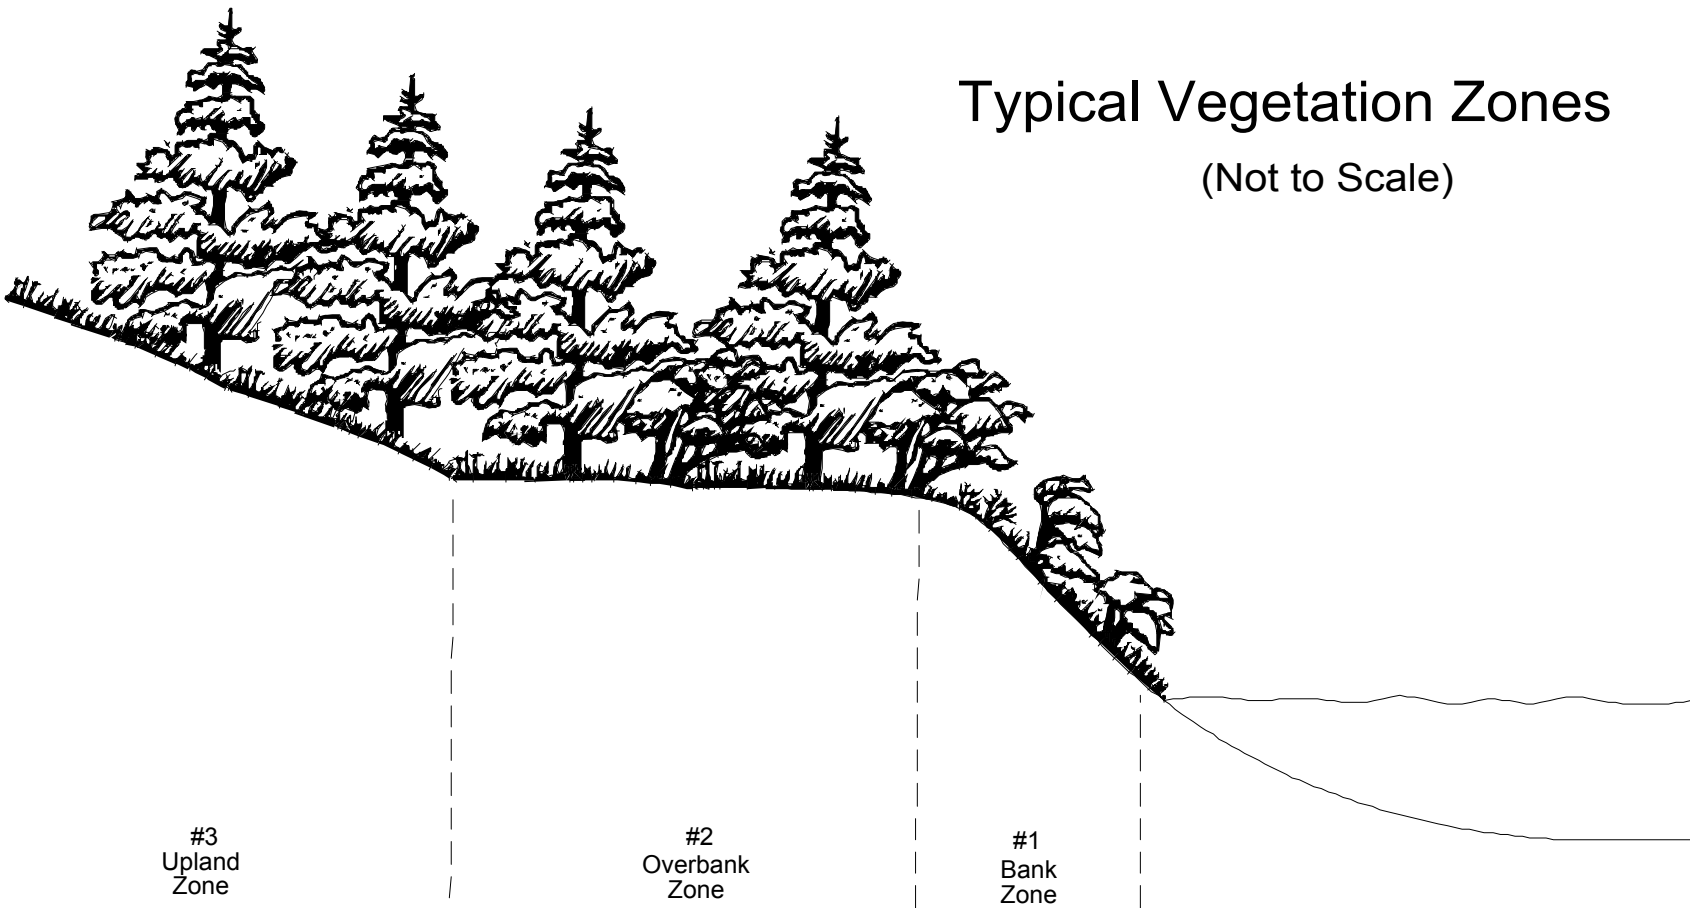 Typical Vegetation Zones
(Not to Scale)
#3
Upland
Zone
#2
Overbank
Zone
#1
Bank
Zone